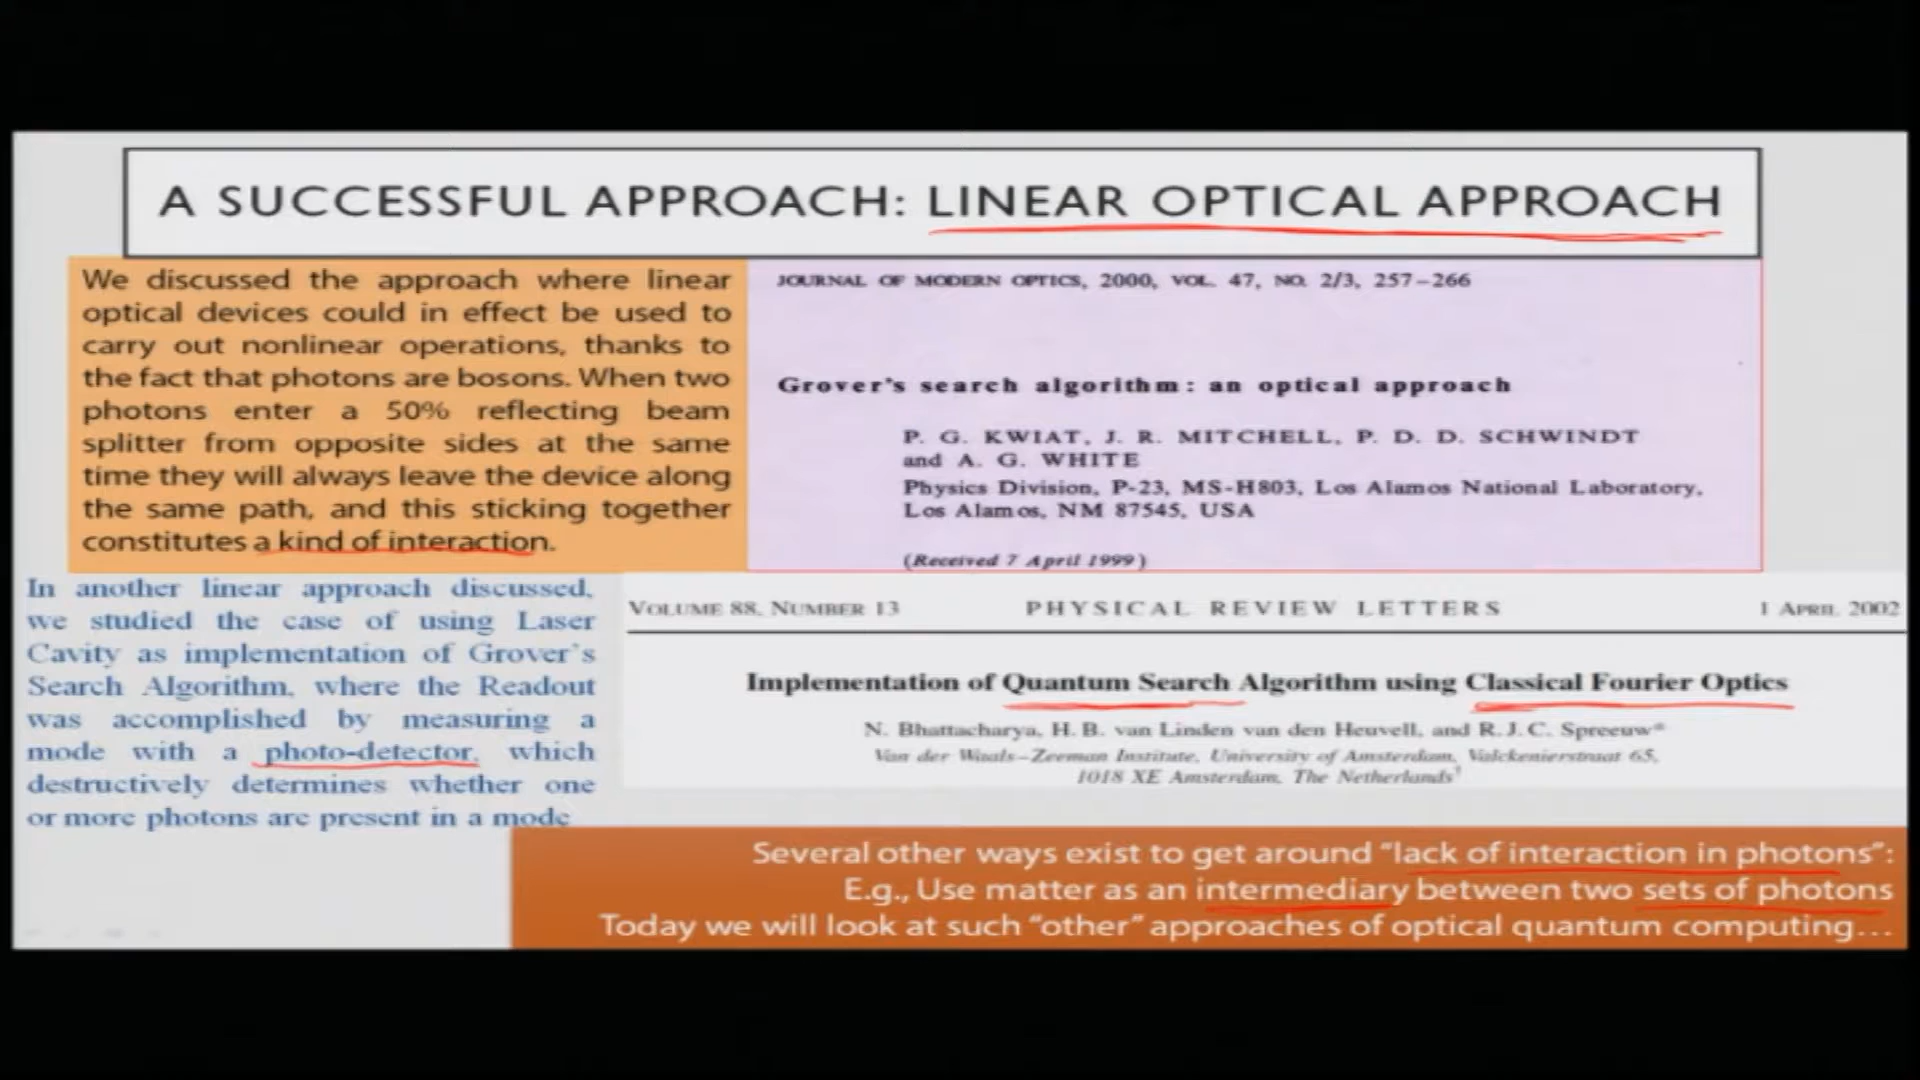 A SUCCESSFUL APPROACH: LINEAR OPTICAL APPROACH
We discussed the approach where linear
optical devices could in effect be used to
carry out nonlinear operations, thanks to
the fact that photons are bosons. When two
photons enter a 50% reflecting beam
splitter from opposite sides at the same
time they will always leave the device along
the same path, and this sticking together
constitutes a kind of interaction.
JOURNAL OF MODERN OPTICS, 2000, VOL. 47, NO. 2/3, 257–266
Grover's search algorithm: an optical approach
P. G. KWIAT, J. R. MITCHELL, P. D. D. SCHWINDT
and A. G. WHITE
Physics Division, P-23, MS-H803, Los Alamos National Laboratory,
Los Alamos, NM 87545, USA
(Received 7 April 1999)
In another linear approach discussed,
we studied the case of using Laser
Cavity as implementation of Grover's
Search Algorithm, where the Readout
was accomplished by measuring a
mode with a photo-detector, which
destructively determines whether one
or more photons are present in a mode
VOLUME 88, NUMBER 13 PHYSICAL REVIEW LETTERS 1 APRIL 2002
Implementation of Quantum Search Algorithm using Classical Fourier Optics
N. Bhattacharya, H. B. van Linden van den Heuvell, and R. J. C. Spreeuw*
Van der Waals–Zeeman Institute, University of Amsterdam, Valckenierstraat 65,
1018 XE Amsterdam, The Netherlands†
Several other ways exist to get around "lack of interaction in photons":
E.g., Use matter as an intermediary between two sets of photons
Today we will look at such "other" approaches of optical quantum computing…